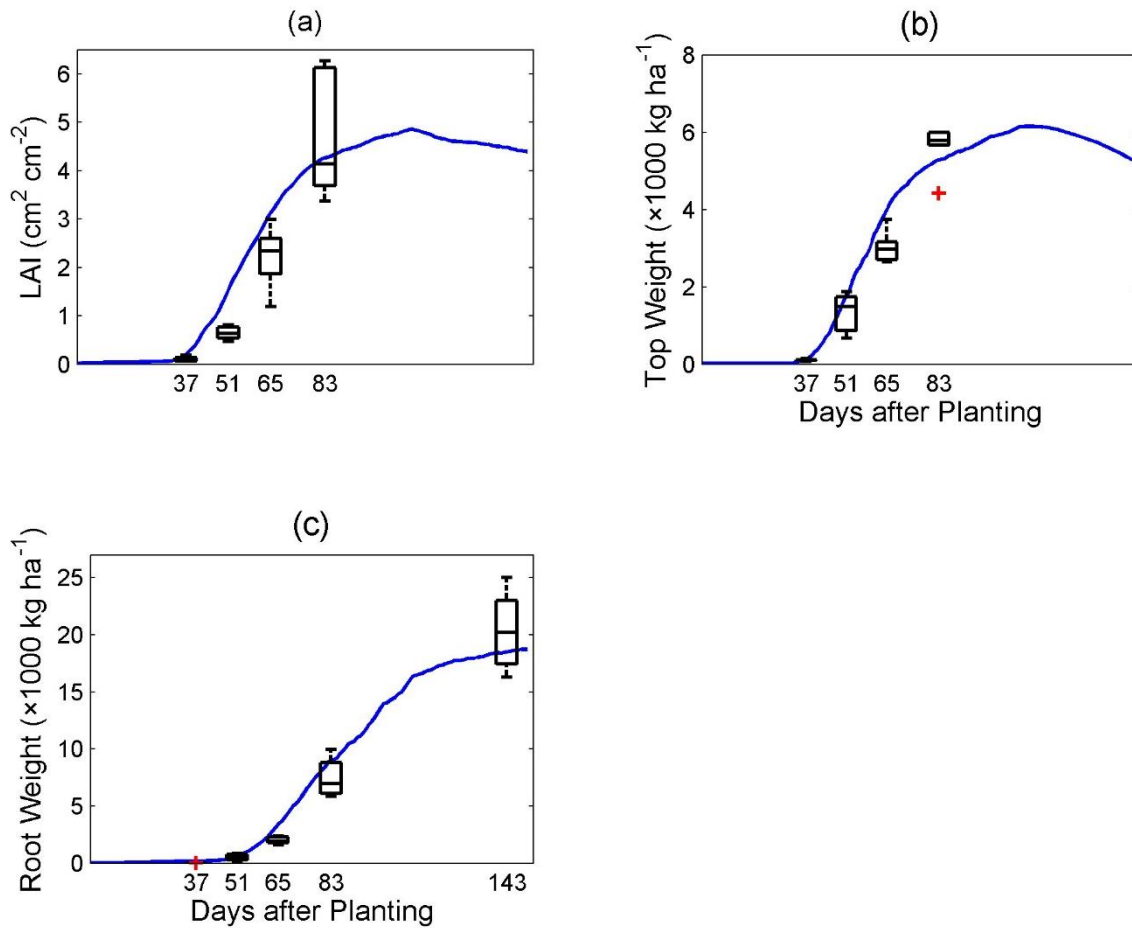 (a)
LAI (cm² cm⁻²)
6
5
4
3
2
1
0
37 51 65 83
(b)
Top Weight (×1000 kg ha⁻¹)
8
6
4
2
0
37 51 65 83
Days after Planting
(c)
Root Weight (×1000 kg ha⁻¹)
25
20
15
10
5
0
37 51 65 83 143
Days after Planting